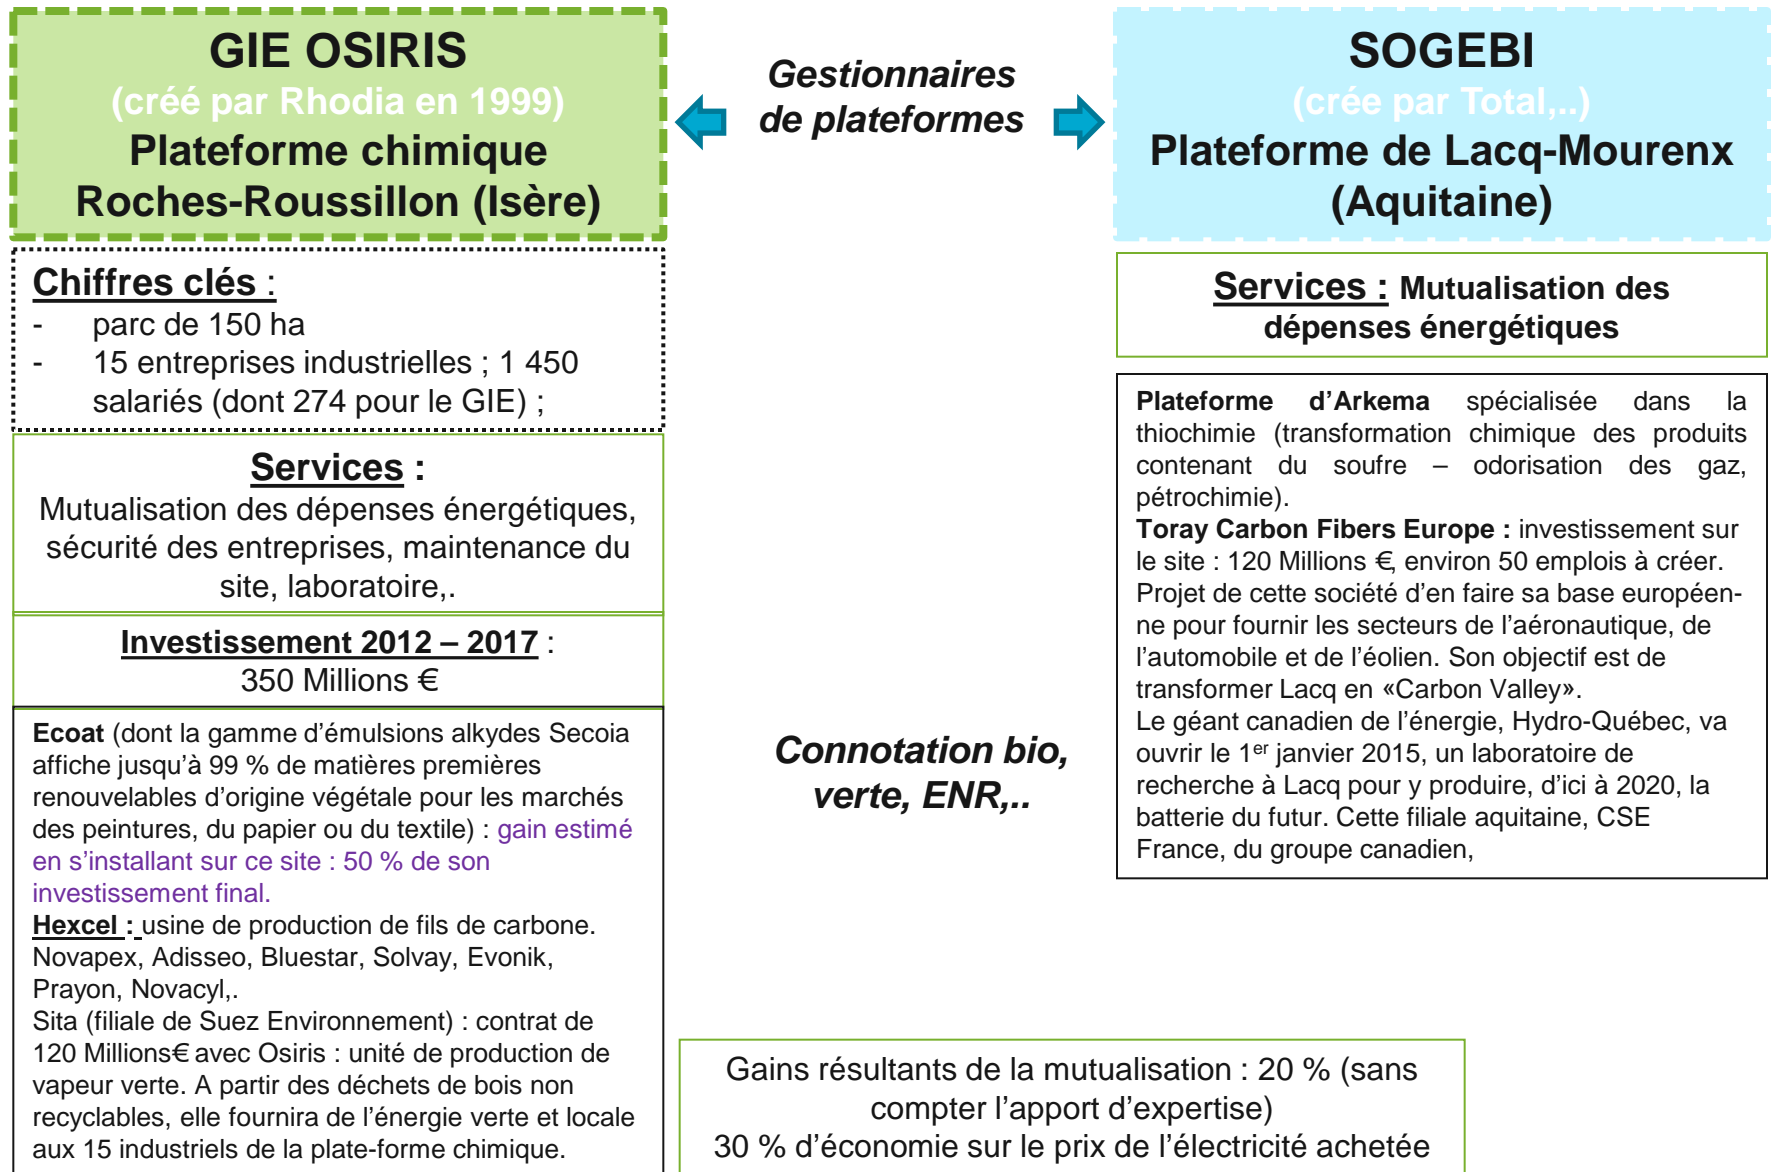 GIE OSIRIS
(créé par Rhodia en 1999)
Plateforme chimique
Roches-Roussillon (Isère)
Gestionnaires
de plateformes
SOGEBI
(crée par Total,..)
Plateforme de Lacq-Mourenx
(Aquitaine)
Chiffres clés :
- parc de 150 ha
- 15 entreprises industrielles ; 1 450
salariés (dont 274 pour le GIE) ;
Services :
Mutualisation des dépenses énergétiques,
sécurité des entreprises, maintenance du
site, laboratoire,.
Investissement 2012 – 2017 :
350 Millions €
Ecoat (dont la gamme d'émulsions alkydes Secoia
affiche jusqu'à 99 % de matières premières
renouvelables d'origine végétale pour les marchés
des peintures, du papier ou du textile) : gain estimé
en s'installant sur ce site : 50 % de son
investissement final.
Hexcel : usine de production de fils de carbone.
Novapex, Adisseo, Bluestar, Solvay, Evonik,
Prayon, Novacyl,.
Sita (filiale de Suez Environnement) : contrat de
120 Millions€ avec Osiris : unité de production de
vapeur verte. A partir des déchets de bois non
recyclables, elle fournira de l'énergie verte et locale
aux 15 industriels de la plate-forme chimique.
Services : Mutualisation des
dépenses énergétiques
Plateforme d'Arkema spécialisée dans la
thiochimie (transformation chimique des produits
contenant du soufre – odorisation des gaz,
pétrochimie).
Toray Carbon Fibers Europe : investissement sur
le site : 120 Millions €, environ 50 emplois à créer.
Projet de cette société d'en faire sa base européen-
ne pour fournir les secteurs de l'aéronautique, de
l'automobile et de l'éolien. Son objectif est de
transformer Lacq en «Carbon Valley».
Le géant canadien de l'énergie, Hydro-Québec, va
ouvrir le 1er janvier 2015, un laboratoire de
recherche à Lacq pour y produire, d'ici à 2020, la
batterie du futur. Cette filiale aquitaine, CSE
France, du groupe canadien,
Connotation bio,
verte, ENR,..
Gains résultants de la mutualisation : 20 % (sans
compter l'apport d'expertise)
30 % d'économie sur le prix de l'électricité achetée